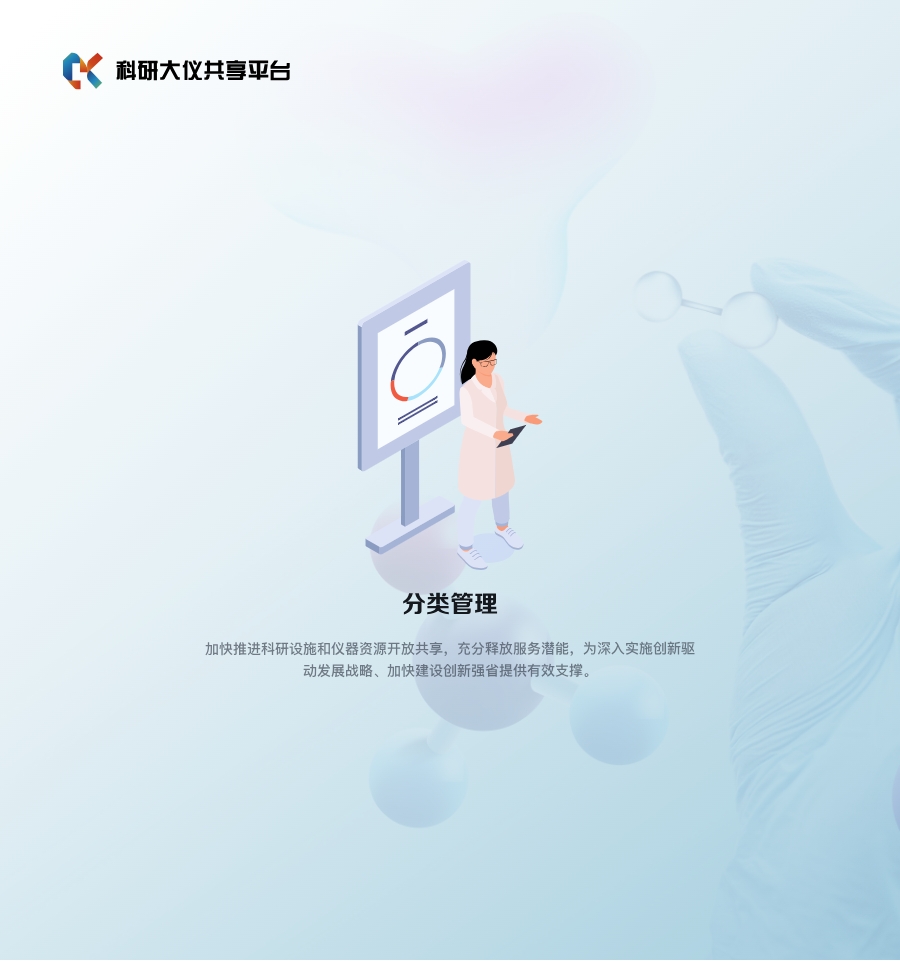 科研大仪共享平台
分类管理
加快推进科研设施和仪器资源开放共享，充分释放服务潜能，为深入实施创新驱
动发展战略、加快建设创新强省提供有效支撑。